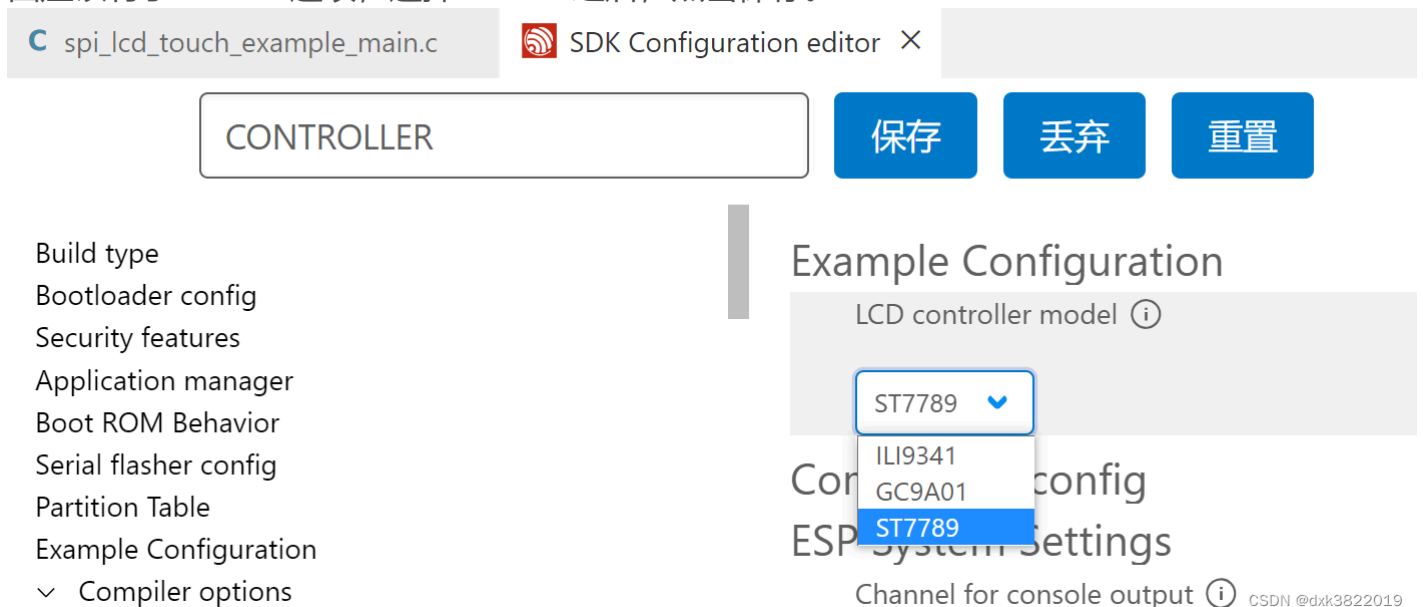 spi_lcd_touch_example_main.c
SDK Configuration editor
CONTROLLER
保存
丢弃
重置
Build type
Bootloader config
Security features
Application manager
Boot ROM Behavior
Serial flasher config
Partition Table
Example Configuration
Compiler options
Example Configuration
LCD controller model
ST7789
ILI9341
GC9A01
ST7789
config
ESP System Settings
Channel for console output
CSDN @dxk3822019